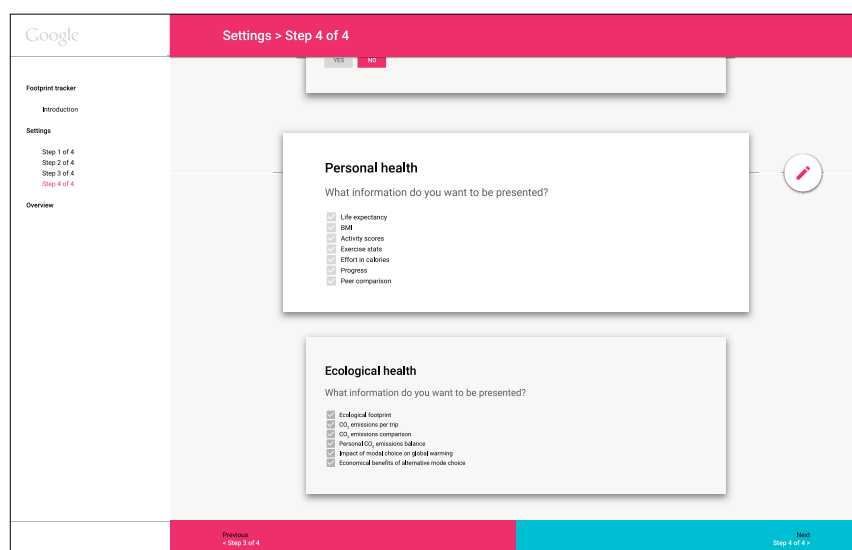 Google
Settings > Step 4 of 4
Footprint tracker
Introduction
Settings
Step 1 of 4
Step 2 of 4
Step 3 of 4
Step 4 of 4
Overview
YES NO
Personal health
What information do you want to be presented?
Life expectancy
BMI
Activity scores
Exercise stats
Effort in calories
Progress
Peer comparison
Ecological health
What information do you want to be presented?
Ecological footprint
CO₂ emissions per trip
CO₂ emissions comparison
Personal CO₂ emissions balance
Impact of modal choice on global warming
Economical benefits of alternative mode choice
Previous
< Step 3 of 4
Next
Step 4 of 4 >